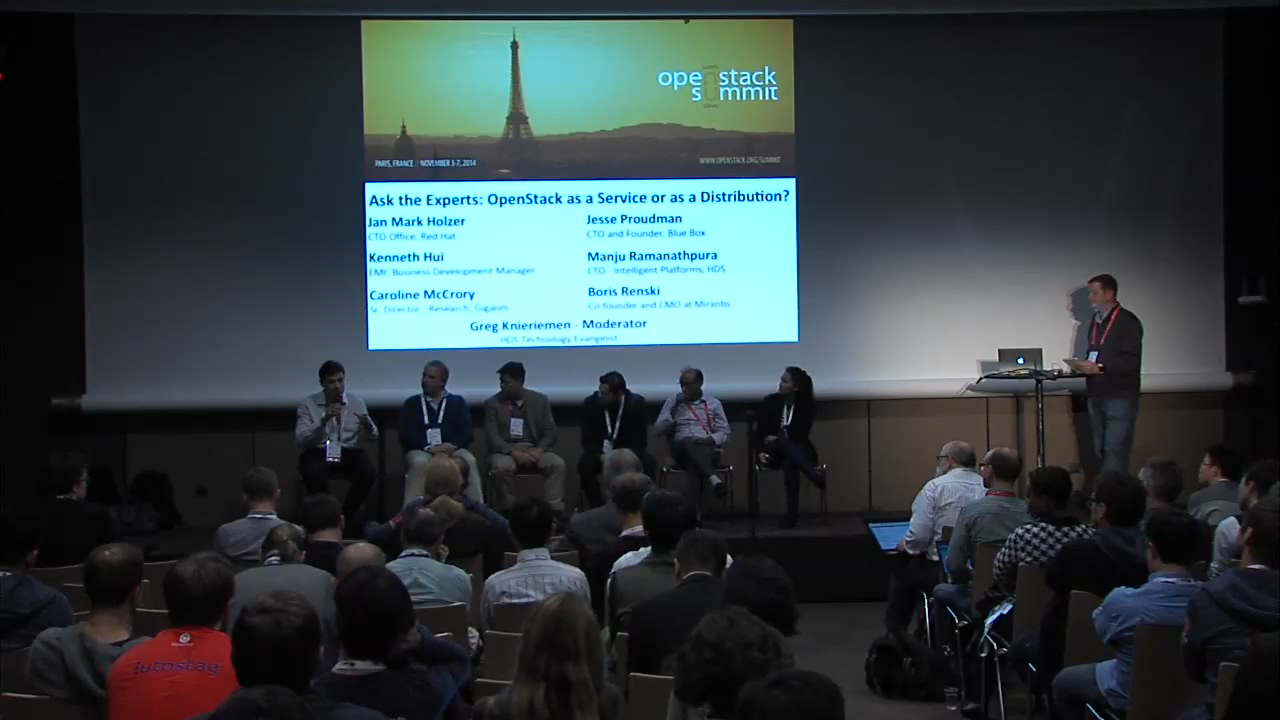 openstack
summit
PARIS, FRANCE NOVEMBER 3-7, 2014
WWW.OPENSTACK.ORG/SUMMIT
Ask the Experts: OpenStack as a Service or as a Distribution?
Jan Mark Holzer
CTO Office, Red Hat
Jesse Proudman
CTO and Founder, Blue Box
Kenneth Hui
EMC Business Development Manager
Manju Ramanathpura
CTO - Intelligent Platforms, HDS
Caroline McCrory
Sr. Director - Research, Gigaom
Boris Renski
Co-founder and CMO at Mirantis
Greg Knieriemen - Moderator
HDS Technology Evangelist